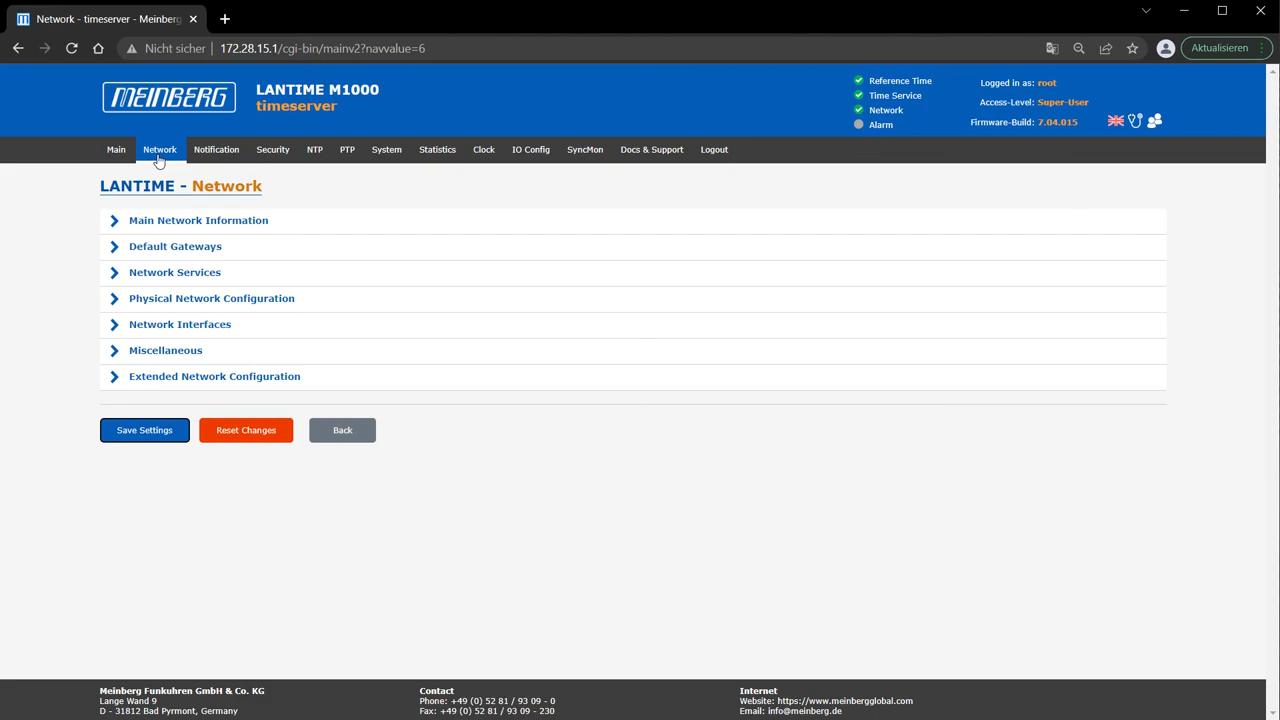 Network - timeserver - Meinberg
Nicht sicher | 172.28.15.1/cgi-bin/mainv2?navvalue=6
Aktualisieren
MEINBERG
LANTIME M1000
timeserver
Reference Time
Time Service
Network
Alarm
Logged in as: root
Access-Level: Super-User
Firmware-Build: 7.04.015
Main Network Notification Security NTP PTP System Statistics Clock IO Config SyncMon Docs & Support Logout
LANTIME - Network
Main Network Information
Default Gateways
Network Services
Physical Network Configuration
Network Interfaces
Miscellaneous
Extended Network Configuration
Save Settings Reset Changes Back
Meinberg Funkuhren GmbH & Co. KG
Lange Wand 9
D - 31812 Bad Pyrmont, Germany
Contact
Phone: +49 (0) 52 81 / 93 09 - 0
Fax: +49 (0) 52 81 / 93 09 - 230
Internet
Website: https://www.meinbergglobal.com
Email: info@meinberg.de